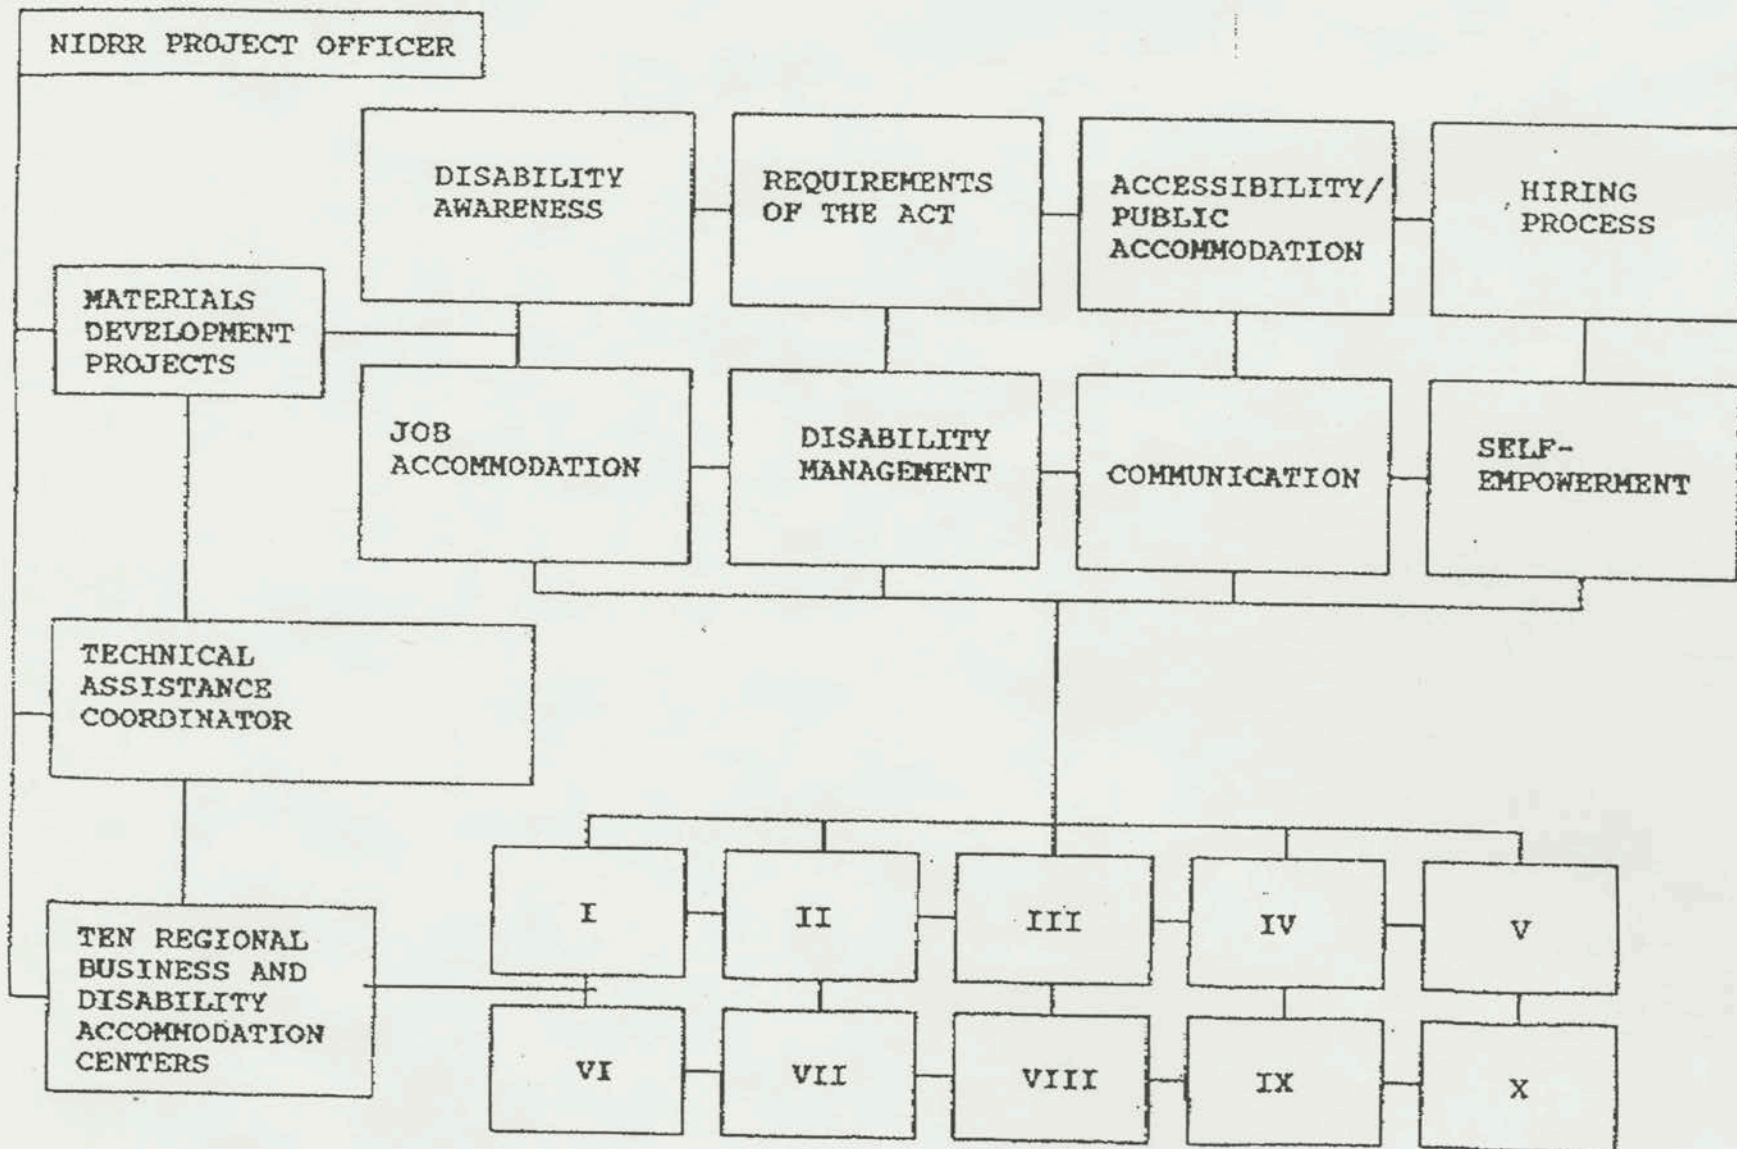 NIDRR PROJECT OFFICER
DISABILITY
AWARENESS
REQUIREMENTS
OF THE ACT
ACCESSIBILITY/
PUBLIC
ACCOMMODATION
HIRING
PROCESS
MATERIALS
DEVELOPMENT
PROJECTS
JOB
ACCOMMODATION
DISABILITY
MANAGEMENT
COMMUNICATION
SELF-
EMPOWERMENT
TECHNICAL
ASSISTANCE
COORDINATOR
TEN REGIONAL
BUSINESS AND
DISABILITY
ACCOMMODATION
CENTERS
I
II
III
IV
V
VI
VII
VIII
IX
X